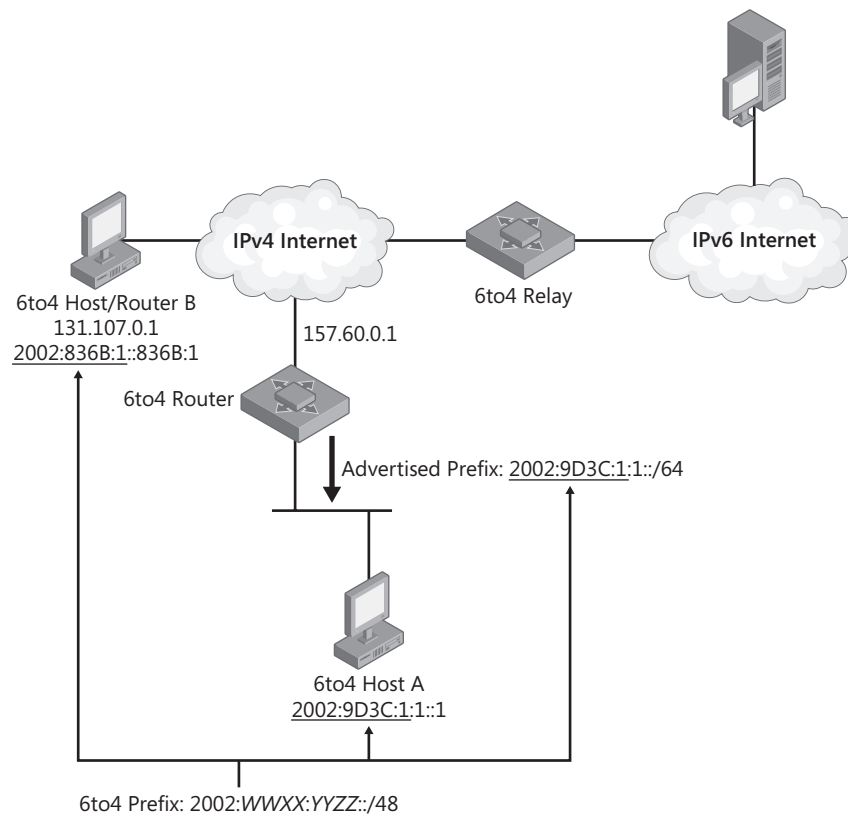 IPv4 Internet
IPv6 Internet
6to4 Relay
6to4 Host/Router B
131.107.0.1
2002:836B:1::836B:1
157.60.0.1
6to4 Router
Advertised Prefix: 2002:9D3C:1:1::/64
6to4 Host A
2002:9D3C:1:1::1
6to4 Prefix: 2002:WWXX:YYZZ::/48